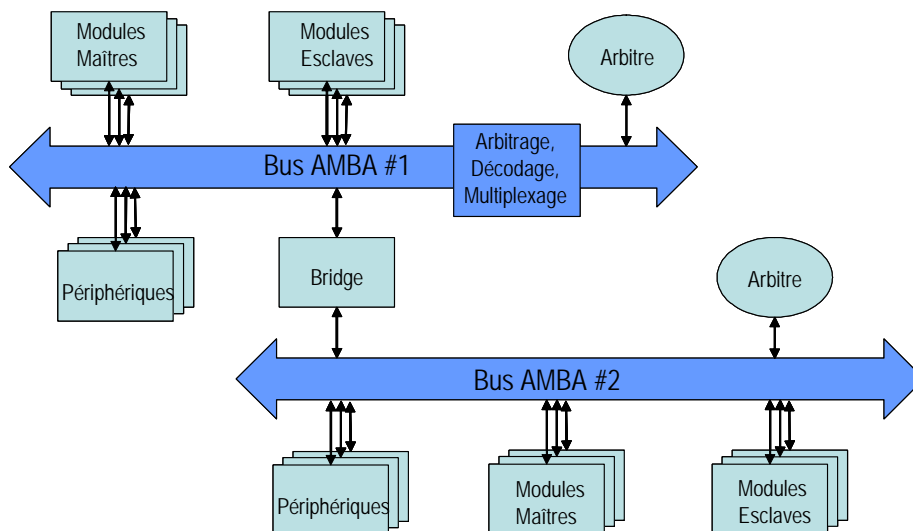 Modules
Maîtres
Modules
Esclaves
Arbitre
Bus AMBA #1
Arbitrage,
Décodage,
Multiplexage
Périphériques
Bridge
Arbitre
Bus AMBA #2
Périphériques
Modules
Maîtres
Modules
Esclaves